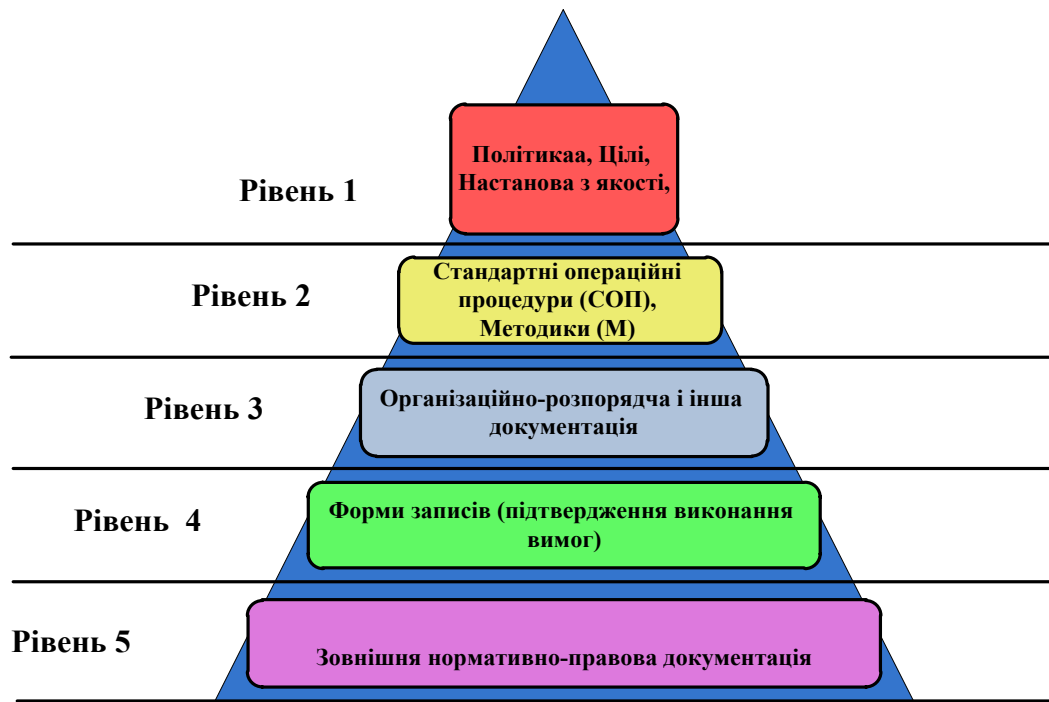 Рівень 1
Політикаа, Цілі,
Настанова з якості,
Рівень 2
Стандартні операційні
процедури (СОП),
Методики (М)
Рівень 3
Організаційно-розпорядча і інша
документація
Рівень 4
Форми записів (підтвердження виконання
вимог)
Рівень 5
Зовнішня нормативно-правова документація